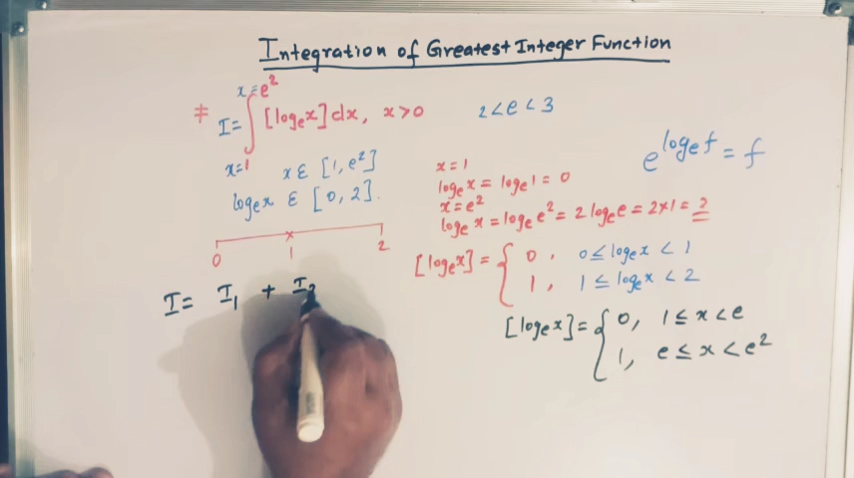 Integration of Greatest Integer Function
x=e²
≠ I=∫ [logₑx]dx, x>0
x=1
2<e<3
x ε [1, e²]
logₑx ε [0, 2].
0 1 2
I = I₁ + I₂
x=1
logₑx = logₑ1 = 0
x=e²
logₑx = logₑe² = 2 logₑe = 2×1 = 2
e^logₑf = f
[logₑx] = { 0, 0≤logₑx<1
1, 1≤logₑx<2
[logₑx] = { 0, 1≤x<e
1, e≤x<e²